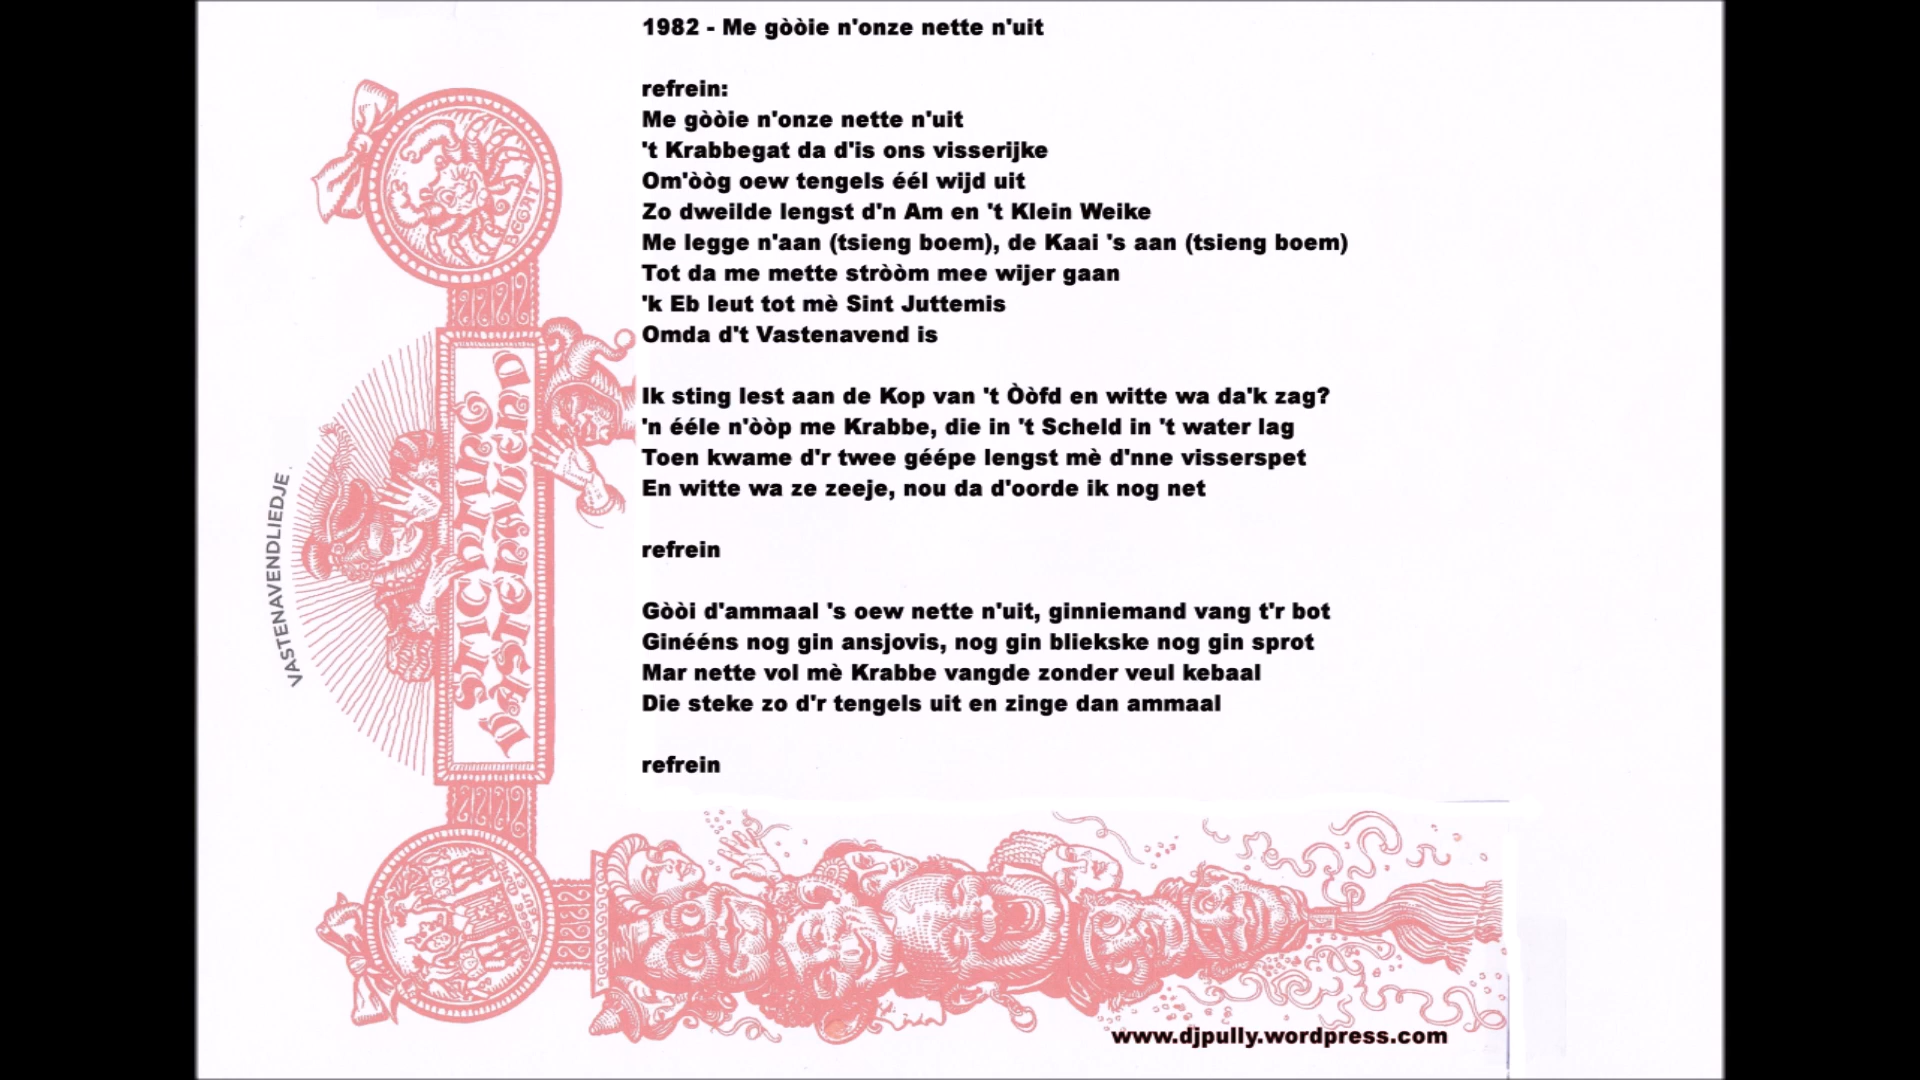 1982 - Me gòòie n'onze nette n'uit
refrein:
Me gòòie n'onze nette n'uit
't Krabbegat da d'is ons visserijke
Om'òòg oew tengels éél wijd uit
Zo dweilde lengst d'n Am en 't Klein Weike
Me legge n'aan (tsieng boem), de Kaai 's aan (tsieng boem)
Tot da me mette stròòm mee wijer gaan
'k Eb leut tot mè Sint Juttemis
Omda d't Vastenavend is
Ik sting lest aan de Kop van 't Òòfd en witte wa da'k zag?
'n ééle n'òòp me Krabbe, die in 't Scheld in 't water lag
Toen kwame d'r twee géépe lengst mè d'nne visserspet
En witte wa ze zeeje, nou da d'oorde ik nog net
refrein
Gòòi d'ammaal 's oew nette n'uit, ginniemand vang t'r bot
Ginééns nog gin ansjovis, nog gin bliekske nog gin sprot
Mar nette vol mè Krabbe vangde zonder veul kebaal
Die steke zo d'r tengels uit en zinge dan ammaal
refrein
VASTENAVENDLIEDJE
STICHTING
VASTENAVEND
www.djpully.wordpress.com